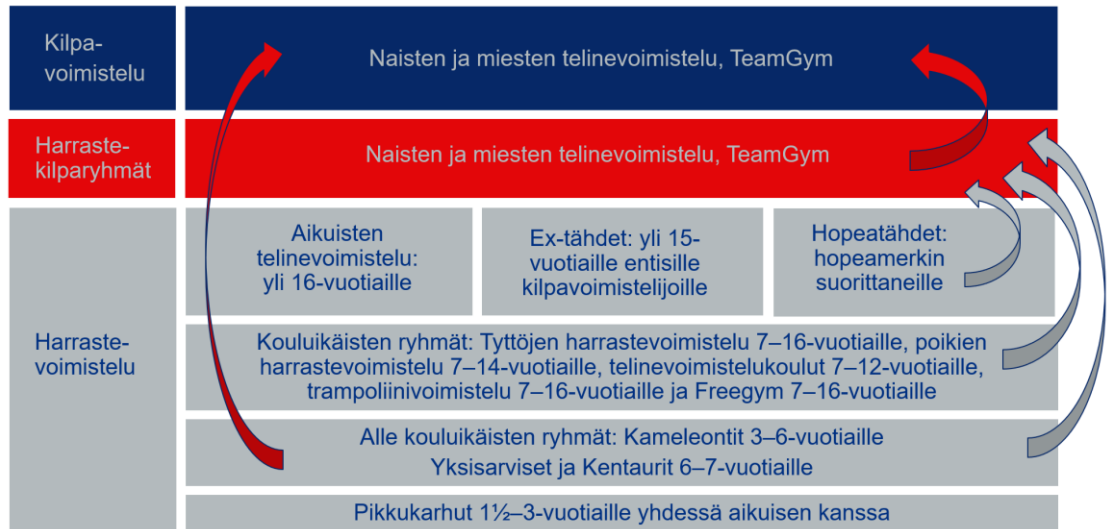 Kilpa-
voimistelu
Naisten ja miesten telinevoimistelu, TeamGym
Harraste-
kilparyhmät
Naisten ja miesten telinevoimistelu, TeamGym
Harraste-
voimistelu
Aikuisten
telinevoimistelu:
yli 16-vuotiaille
Ex-tähdet: yli 15-
vuotiaille entisille
kilpavoimistelijoille
Hopeatähdet:
hopeamerkin
suorittaneille
Kouluikäisten ryhmät: Tyttöjen harrastevoimistelu 7–16-vuotiaille, poikien
harrastevoimistelu 7–14-vuotiaille, telinevoimistelukoulut 7–12-vuotiaille,
trampoliinivoimistelu 7–16-vuotiaille ja Freegym 7–16-vuotiaille
Alle kouluikäisten ryhmät: Kameleontit 3–6-vuotiaille
Yksisarviset ja Kentaurit 6–7-vuotiaille
Pikkukarhut 1½–3-vuotiaille yhdessä aikuisen kanssa